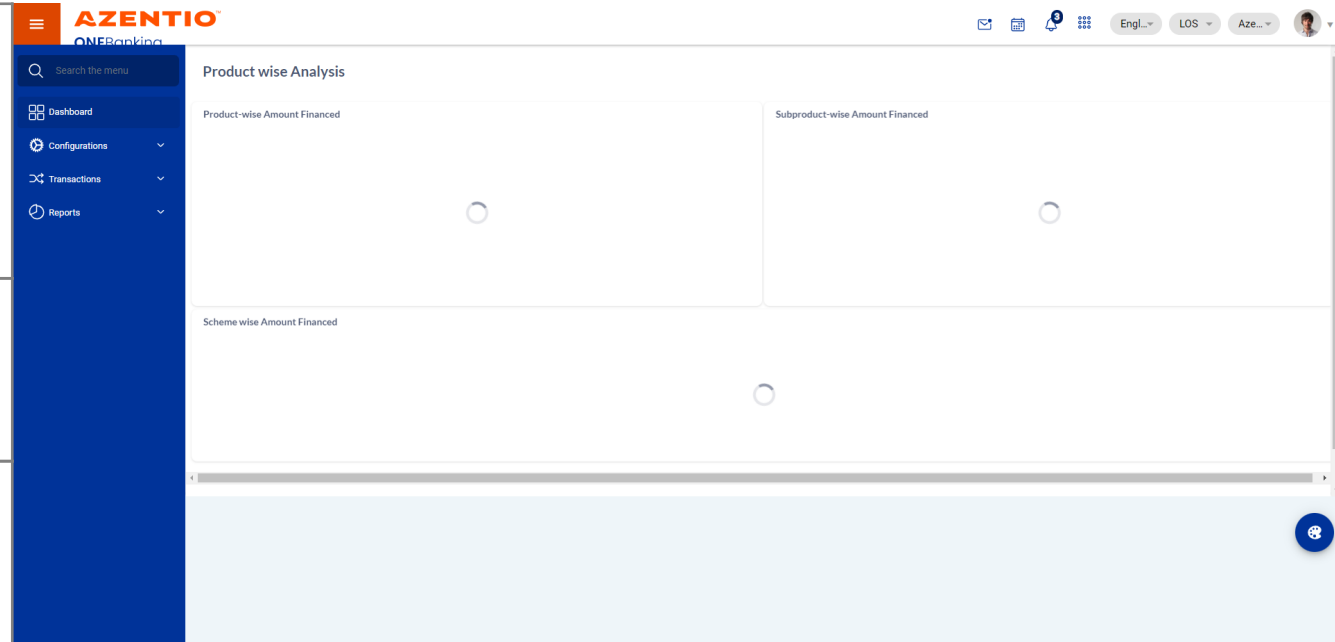 AZENTIO™
ONEBanking
3
Engl...
LOS
Aze...
Search the menu
Dashboard
Configurations
Transactions
Reports
Product wise Analysis
Product-wise Amount Financed
Subproduct-wise Amount Financed
Scheme wise Amount Financed